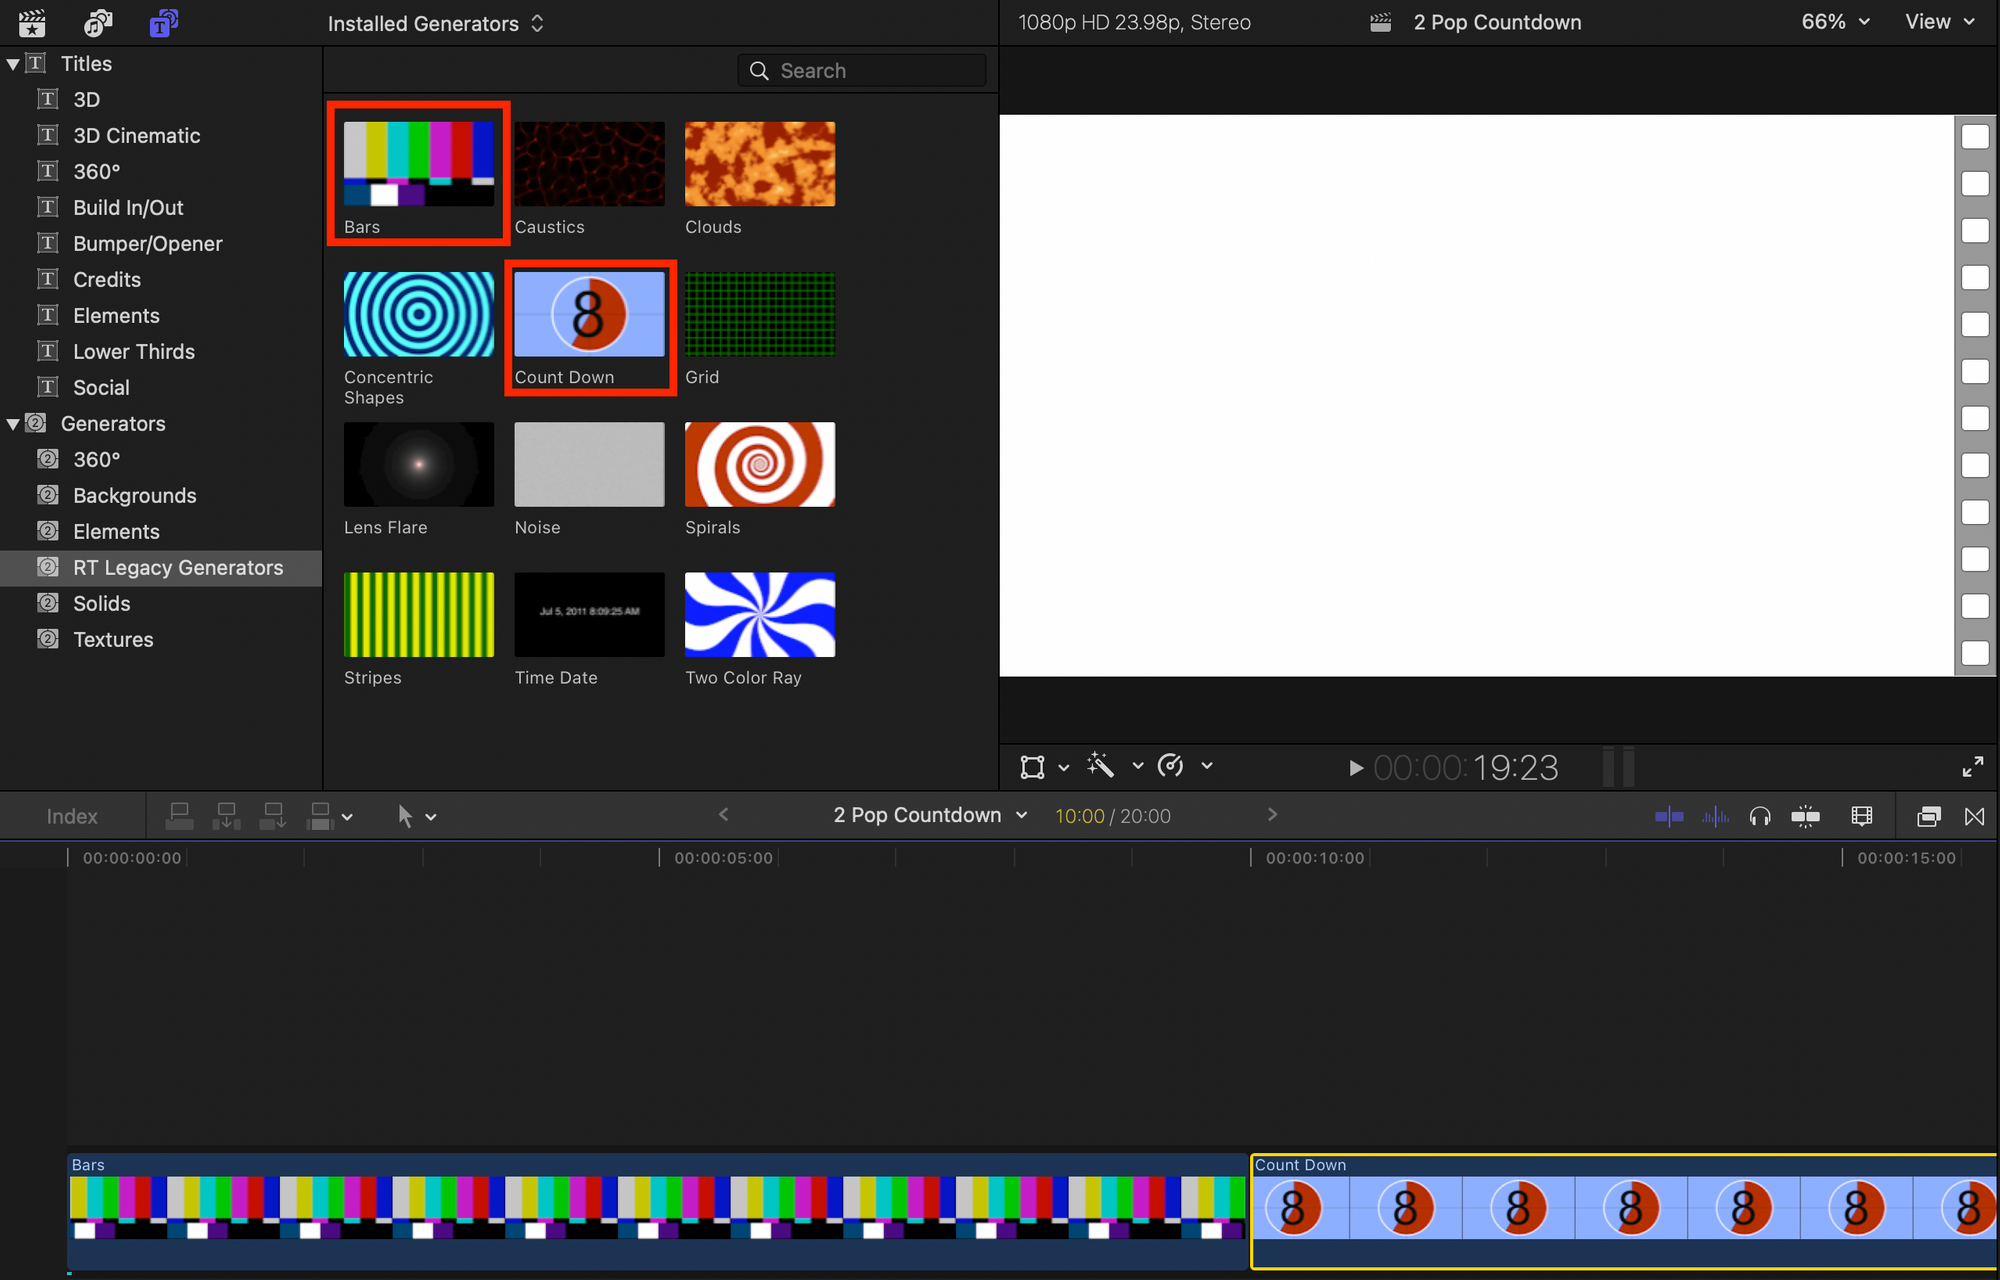 Installed Generators
1080p HD 23.98p, Stereo
2 Pop Countdown
66%
View
Titles
3D
3D Cinematic
360°
Build In/Out
Bumper/Opener
Credits
Elements
Lower Thirds
Social
Generators
360°
Backgrounds
Elements
RT Legacy Generators
Solids
Textures
Search
Bars
Caustics
Clouds
8
Concentric
Shapes
Count Down
Grid
Lens Flare
Noise
Spirals
Jul 5, 2011 8:09:25 AM
Stripes
Time Date
Two Color Ray
00:00:19:23
Index
2 Pop Countdown
10:00 / 20:00
00:00:00:00
00:00:05:00
00:00:10:00
00:00:15:00
Bars
Count Down
8 8 8 8 8 8 8